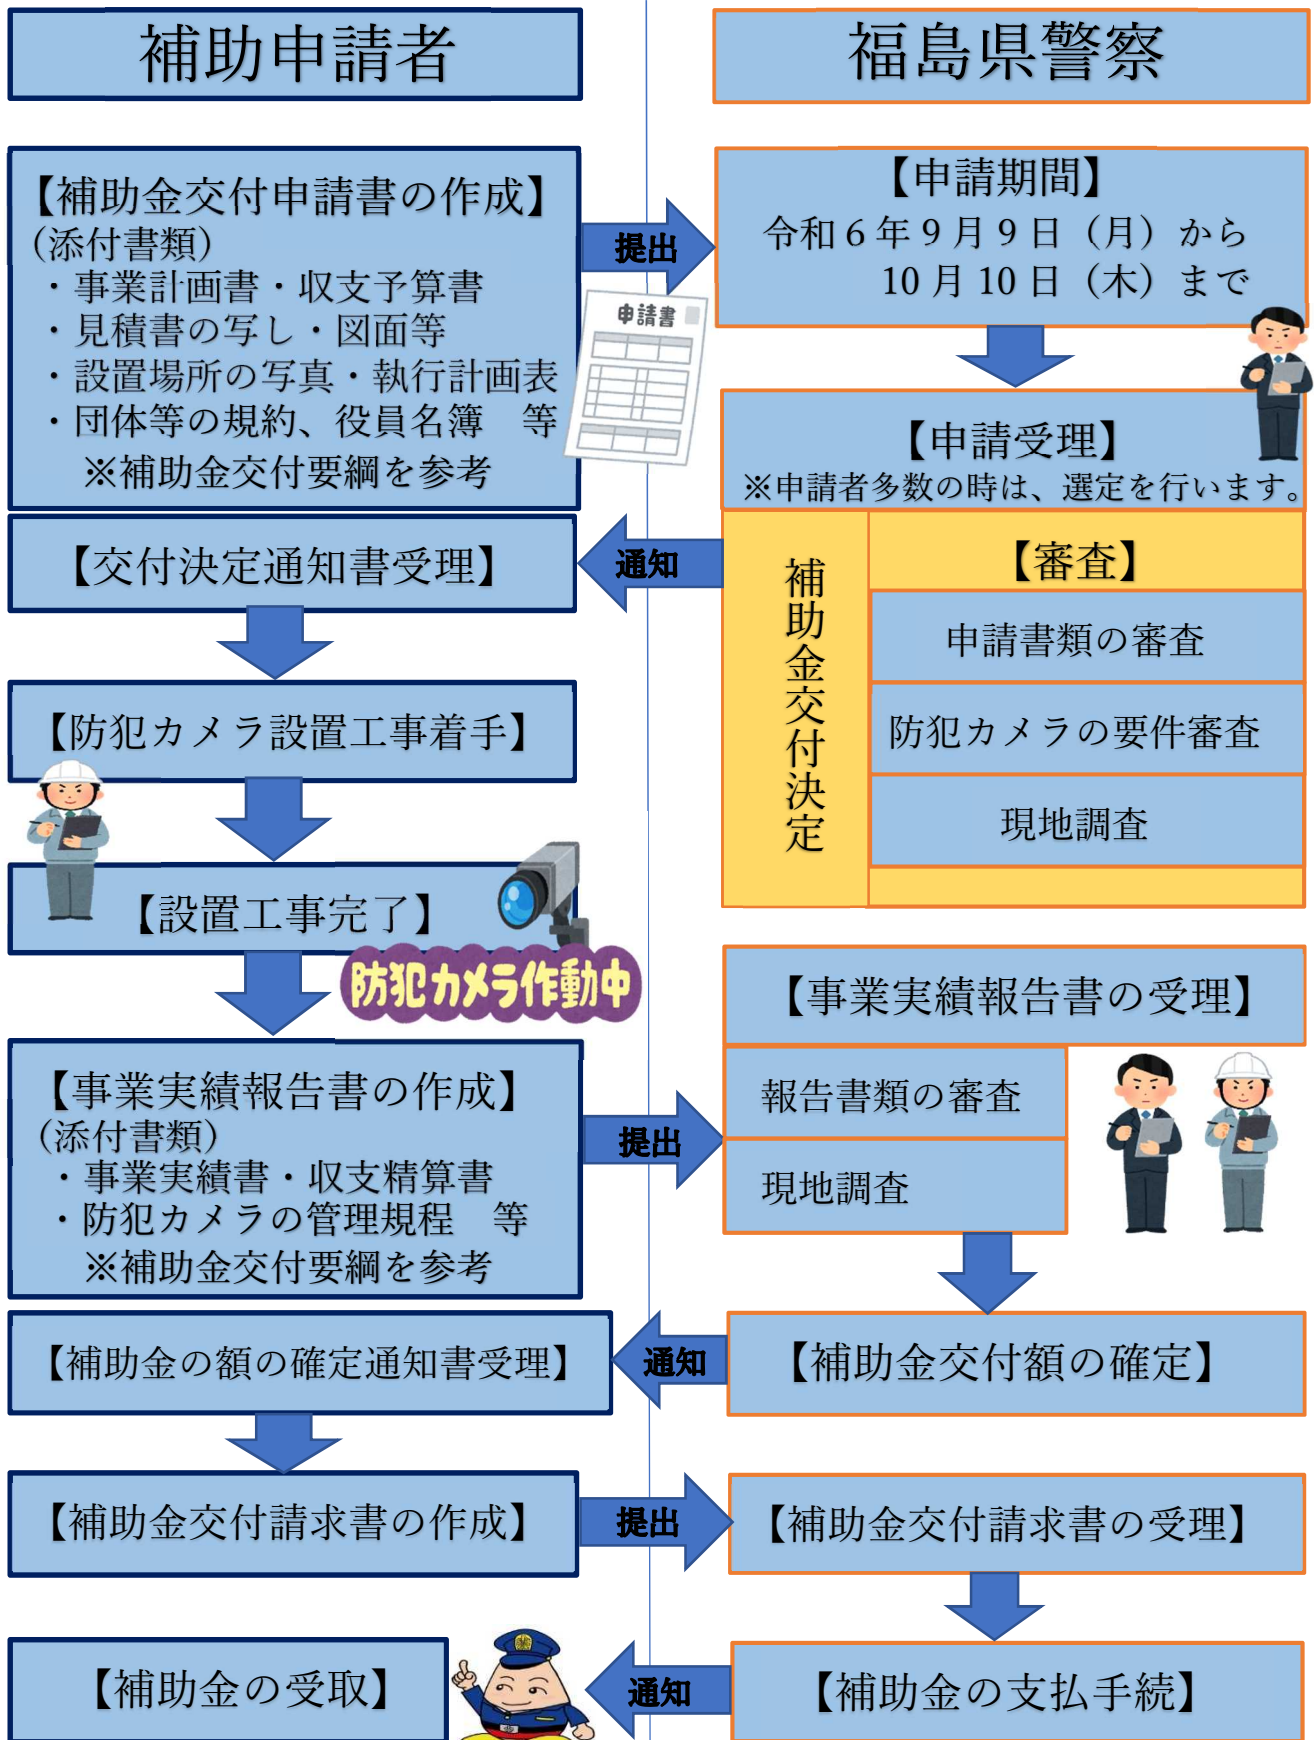 補助申請者
福島県警察
【補助金交付申請書の作成】
(添付書類)
・事業計画書・収支予算書
・見積書の写し・図面等
・設置場所の写真・執行計画表
・団体等の規約、役員名簿　等
※補助金交付要綱を参考
提出
申請書
【申請期間】
令和6年9月9日（月）から
10月10日（木）まで
【申請受理】
※申請者多数の時は、選定を行います。
補助金交付決定
【審査】
申請書類の審査
防犯カメラの要件審査
現地調査
通知
【交付決定通知書受理】
【防犯カメラ設置工事着手】
【設置工事完了】
防犯カメラ作動中
【事業実績報告書の作成】
(添付書類)
・事業実績書・収支精算書
・防犯カメラの管理規程　等
※補助金交付要綱を参考
提出
【事業実績報告書の受理】
報告書類の審査
現地調査
【補助金交付額の確定】
通知
【補助金の額の確定通知書受理】
【補助金交付請求書の作成】
提出
【補助金交付請求書の受理】
【補助金の支払手続】
通知
【補助金の受取】